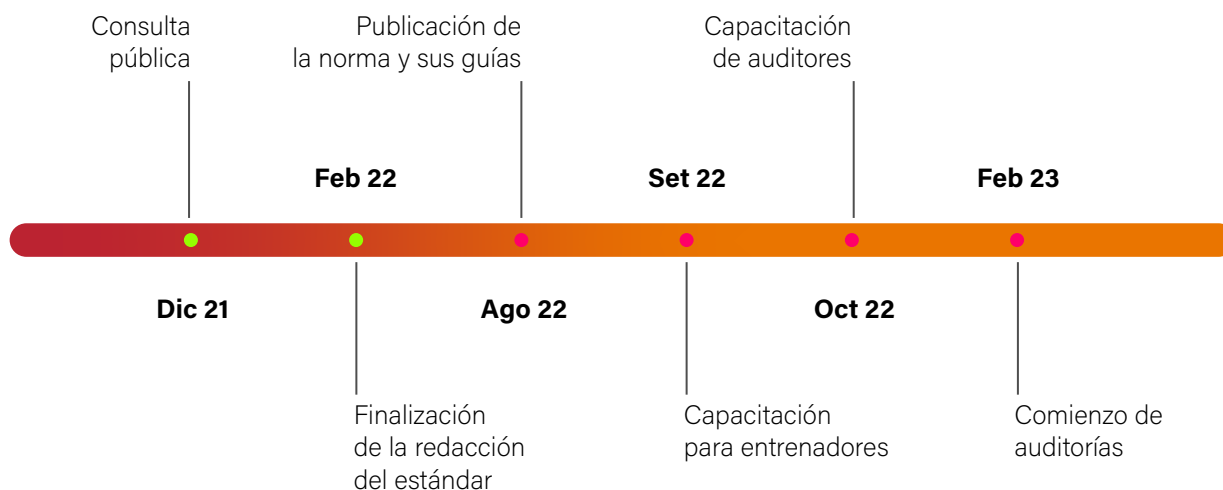 Consulta
pública
Publicación de
la norma y sus guías
Capacitación
de auditores
Feb 22
Set 22
Feb 23
Dic 21
Ago 22
Oct 22
Finalización
de la redacción
del estándar
Capacitación
para entrenadores
Comienzo de
auditorías